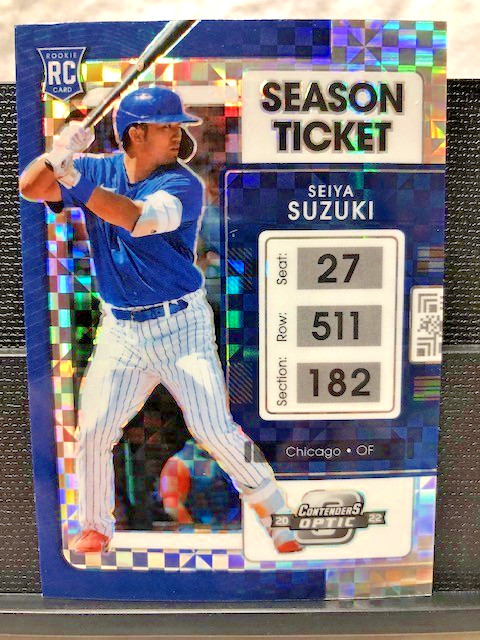 ROOKIE
RC
CARD
SEASON
TICKET
SEIYA
SUZUKI
Seat: 27
Row: 511
Section: 182
Chicago • OF
CONTENDERS
20 OPTIC 22